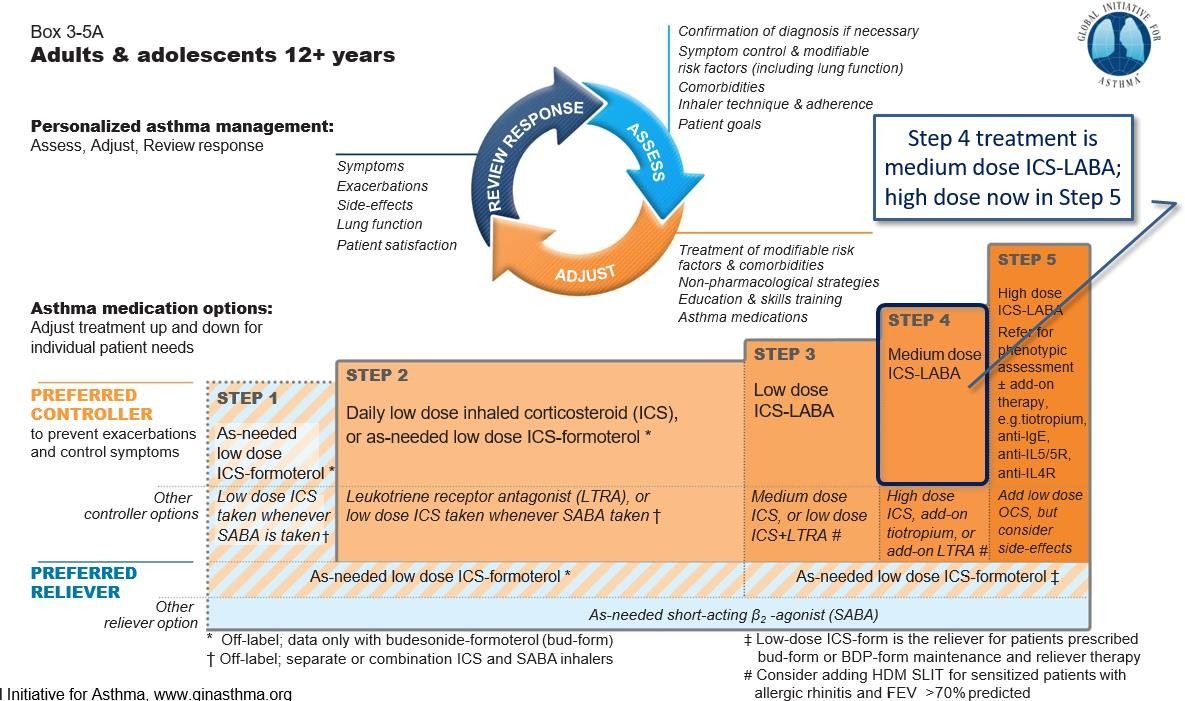 Box 3-5A
Adults & adolescents 12+ years
Personalized asthma management:
Assess, Adjust, Review response
Symptoms
Exacerbations
Side-effects
Lung function
Patient satisfaction
REVIEW RESPONSE
ASSESS
ADJUST
Confirmation of diagnosis if necessary
Symptom control & modifiable
risk factors (including lung function)
Comorbidities
Inhaler technique & adherence
Patient goals
GLOBAL INITIATIVE FOR
ASTHMA
Step 4 treatment is
medium dose ICS-LABA;
high dose now in Step 5
Treatment of modifiable risk
factors & comorbidities
Non-pharmacological strategies
Education & skills training
Asthma medications
Asthma medication options:
Adjust treatment up and down for
individual patient needs
PREFERRED
CONTROLLER
to prevent exacerbations
and control symptoms
STEP 1
As-needed
low dose
ICS-formoterol *
STEP 2
Daily low dose inhaled corticosteroid (ICS),
or as-needed low dose ICS-formoterol *
STEP 3
Low dose
ICS-LABA
STEP 4
Medium dose
ICS-LABA
STEP 5
High dose
ICS-LABA
Refer for
phenotypic
assessment
± add-on
therapy,
e.g.tiotropium,
anti-IgE,
anti-IL5/5R,
anti-IL4R
Other
controller options
Low dose ICS
taken whenever
SABA is taken†
Leukotriene receptor antagonist (LTRA), or
low dose ICS taken whenever SABA taken †
Medium dose
ICS, or low dose
ICS+LTRA #
High dose
ICS, add-on
tiotropium, or
add-on LTRA #
Add low dose
OCS, but
consider
side-effects
PREFERRED
RELIEVER
As-needed low dose ICS-formoterol *
As-needed low dose ICS-formoterol ‡
Other
reliever option
As-needed short-acting β2 -agonist (SABA)
* Off-label; data only with budesonide-formoterol (bud-form)
† Off-label; separate or combination ICS and SABA inhalers
‡ Low-dose ICS-form is the reliever for patients prescribed
bud-form or BDP-form maintenance and reliever therapy
# Consider adding HDM SLIT for sensitized patients with
allergic rhinitis and FEV >70% predicted
l Initiative for Asthma, www.ginasthma.org